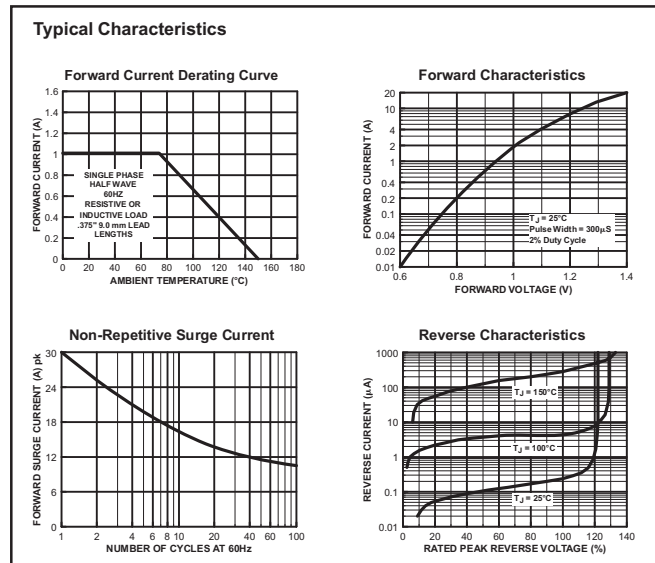 Typical Characteristics
Forward Current Derating Curve
FORWARD CURRENT (A)
1.6
1.4
1.2
1
0.8
0.6
0.4
0.2
0
SINGLE PHASE
HALF WAVE
60HZ
RESISTIVE OR
INDUCTIVE LOAD
.375" 9.0 mm LEAD
LENGTHS
0 20 40 60 80 100 120 140 160 180
AMBIENT TEMPERATURE (°C)
Forward Characteristics
FORWARD CURRENT (A)
20
10
4
2
1
0.4
0.2
0.1
0.04
0.02
0.01
TJ = 25°C
Pulse Width = 300μS
2% Duty Cycle
0.6 0.8 1 1.2 1.4
FORWARD VOLTAGE (V)
Non-Repetitive Surge Current
FORWARD SURGE CURRENT (A) pk
30
24
18
12
6
0
1 2 4 6 8 10 20 40 60 100
NUMBER OF CYCLES AT 60Hz
Reverse Characteristics
REVERSE CURRENT (μA)
1000
100
10
1
0.1
0.01
TJ = 150°C
TJ = 100°C
TJ = 25°C
0 20 40 60 80 100 120 140
RATED PEAK REVERSE VOLTAGE (%)